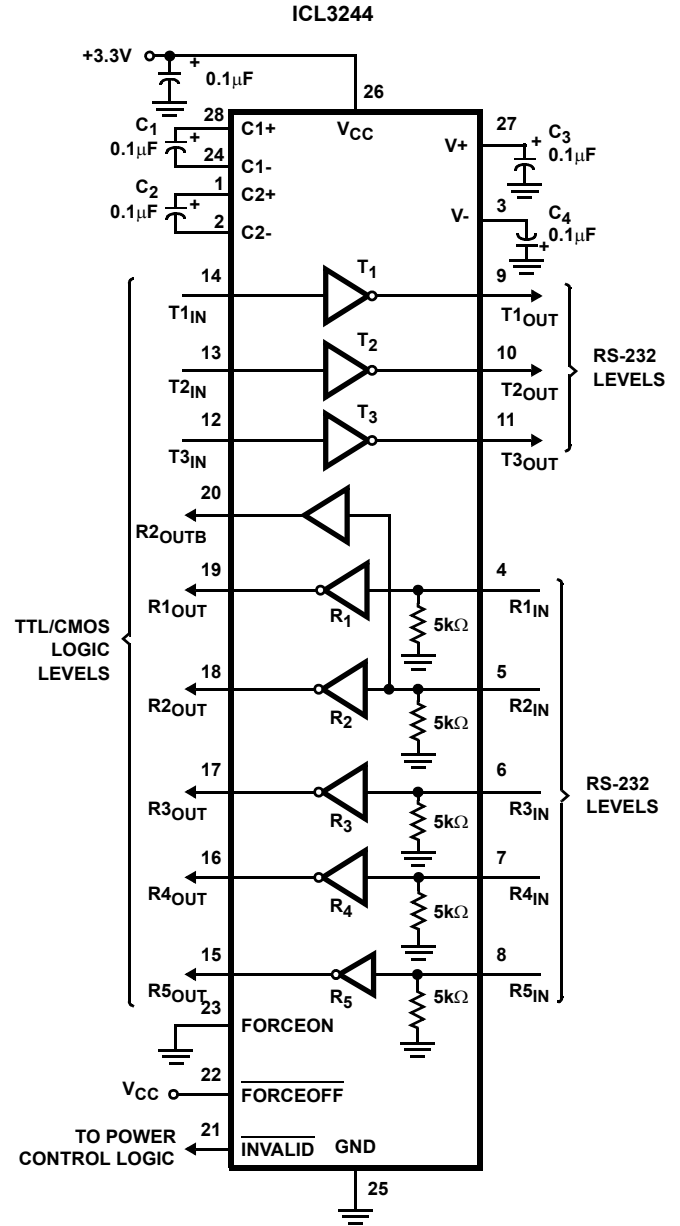 ICL3244
+3.3V
+
0.1µF
26
VCC
28
C1+
C1
0.1µF
+
24
C1-
1
C2+
C2
0.1µF
+
2
C2-
27
V+
+
C3
0.1µF
3
V-
C4
0.1µF
+
14
T1IN
T1
9
T1OUT
13
T2IN
T2
10
T2OUT
12
T3IN
T3
11
T3OUT
RS-232
LEVELS
20
R2OUTB
19
R1OUT
R1
5kΩ
4
R1IN
TTL/CMOS
LOGIC
LEVELS
18
R2OUT
R2
5kΩ
5
R2IN
17
R3OUT
R3
5kΩ
6
R3IN
RS-232
LEVELS
16
R4OUT
R4
5kΩ
7
R4IN
15
R5OUT
R5
5kΩ
8
R5IN
23
FORCEON
VCC
22
FORCEOFF
TO POWER
CONTROL LOGIC
21
INVALID
GND
25